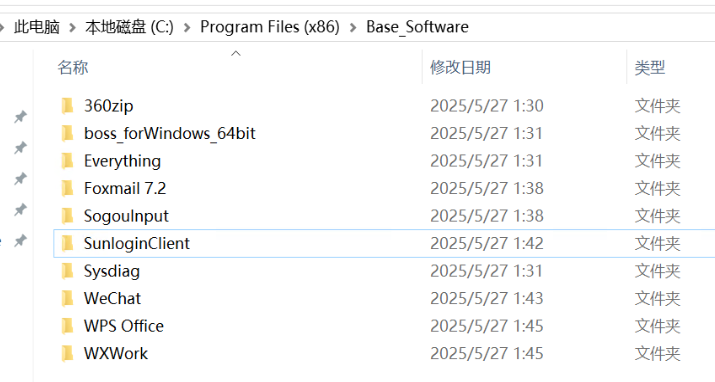 此电脑 > 本地磁盘 (C:) > Program Files (x86) > Base_Software
名称 修改日期 类型
360zip 2025/5/27 1:30 文件夹
boss_forWindows_64bit 2025/5/27 1:31 文件夹
Everything 2025/5/27 1:31 文件夹
Foxmail 7.2 2025/5/27 1:38 文件夹
SogouInput 2025/5/27 1:38 文件夹
SunloginClient 2025/5/27 1:42 文件夹
Sysdiag 2025/5/27 1:31 文件夹
WeChat 2025/5/27 1:43 文件夹
WPS Office 2025/5/27 1:45 文件夹
WXWork 2025/5/27 1:45 文件夹